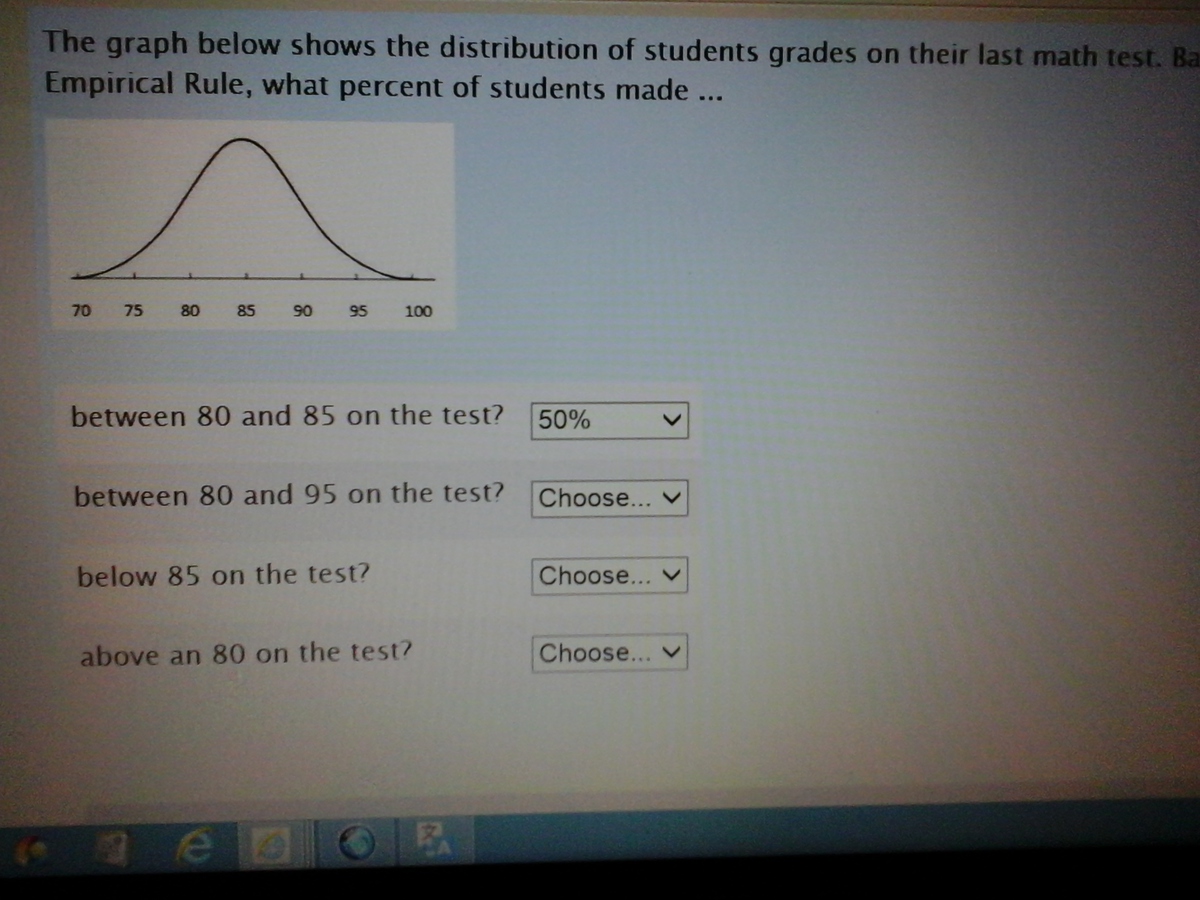 The graph below shows the distribution of students grades on their last math test. Ba
Empirical Rule, what percent of students made ...
70 75 80 85 90 95 100
between 80 and 85 on the test? 50%
between 80 and 95 on the test? Choose...
below 85 on the test? Choose...
above an 80 on the test? Choose...